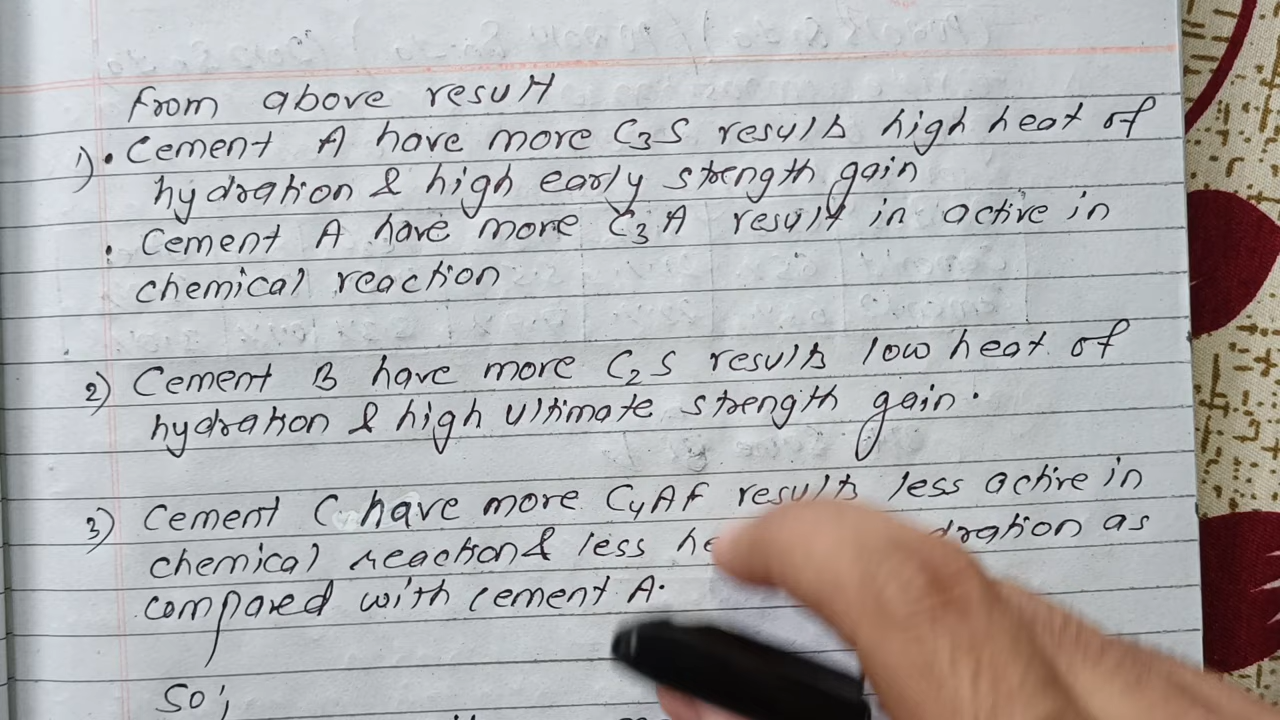 From above result
1) • Cement A have more C3S results high heat of
hydration & high early strength gain
• Cement A have more C3A result in active in
chemical reaction
2) Cement B have more C2S results low heat of
hydration & high ultimate strength gain.
3) Cement C have more C4AF results less active in
chemical reaction & less as
compared with cement A.
So,